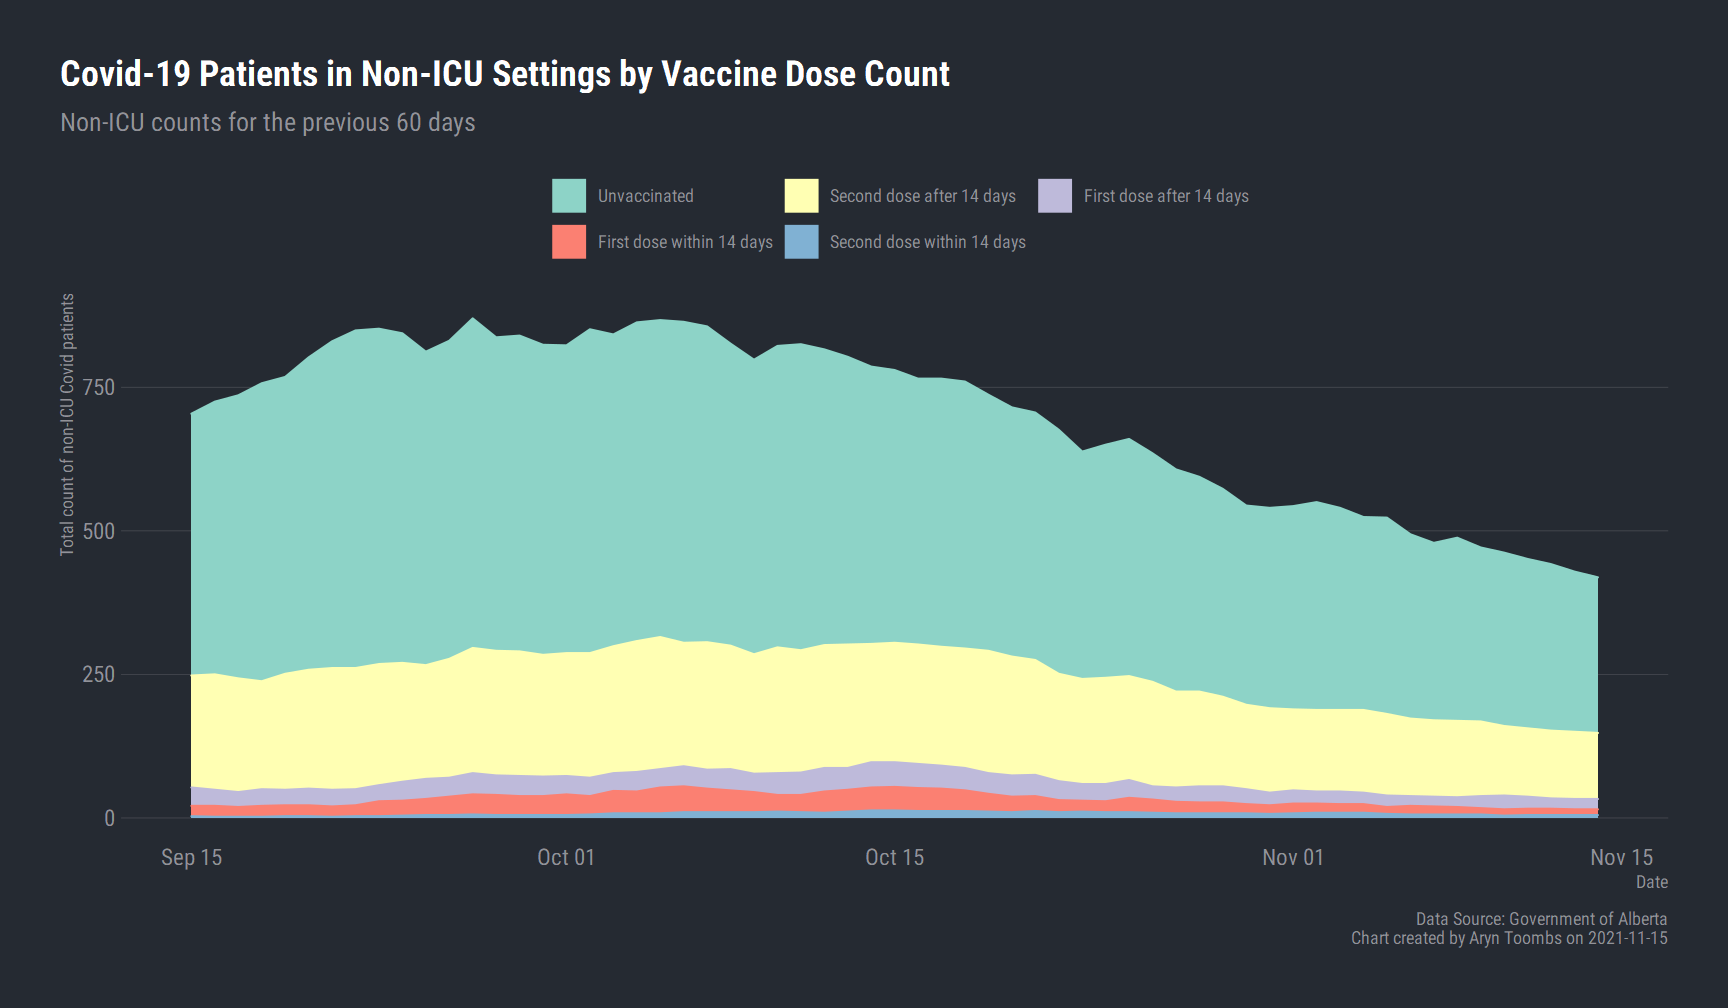 Covid-19 Patients in Non-ICU Settings by Vaccine Dose Count
Non-ICU counts for the previous 60 days
Unvaccinated
Second dose after 14 days
First dose after 14 days
First dose within 14 days
Second dose within 14 days
Total count of non-ICU Covid patients
750
500
250
0
Sep 15
Oct 01
Oct 15
Nov 01
Nov 15
Date
Data Source: Government of Alberta
Chart created by Aryn Toombs on 2021-11-15